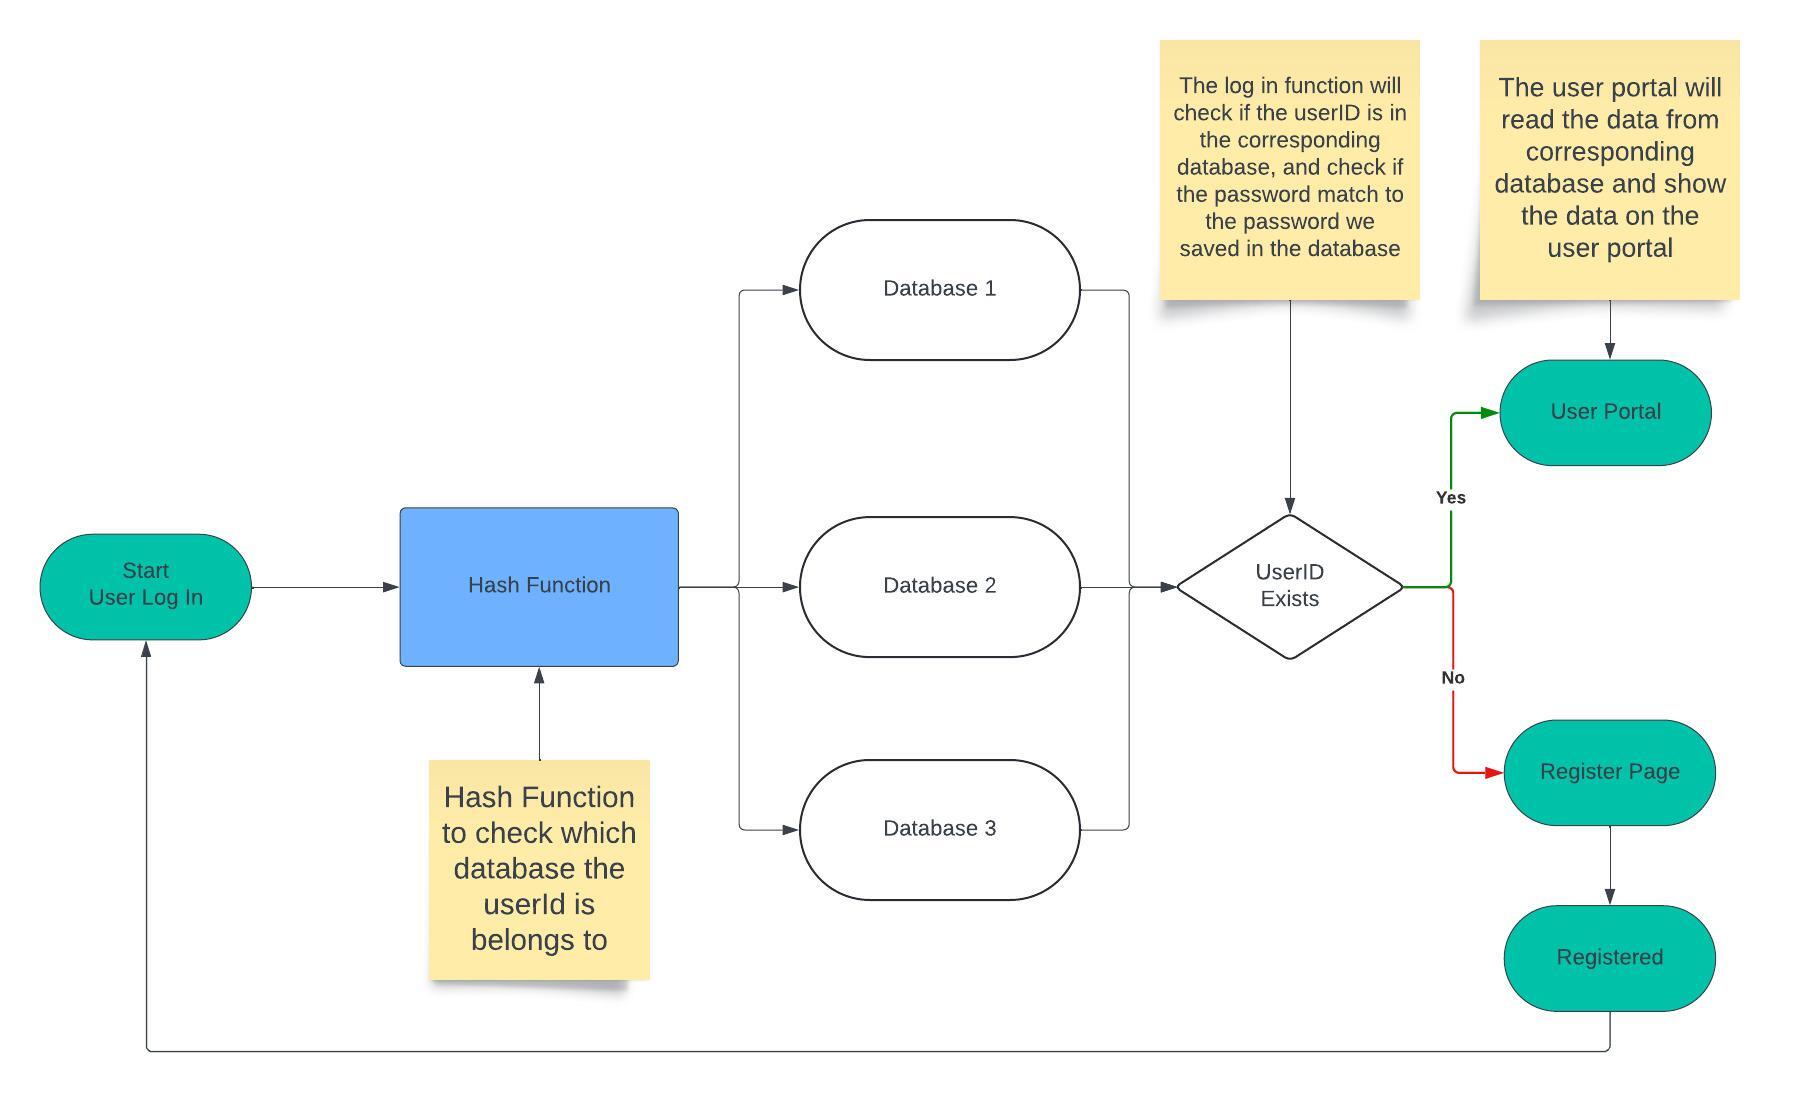 The log in function will
check if the userID is in
the corresponding
database, and check if
the password match to
the password we
saved in the database
The user portal will
read the data from
corresponding
database and show
the data on the
user portal
Database 1
User Portal
Yes
Start
User Log In
Hash Function
Database 2
UserID
Exists
No
Register Page
Hash Function
to check which
database the
userId is
belongs to
Database 3
Registered